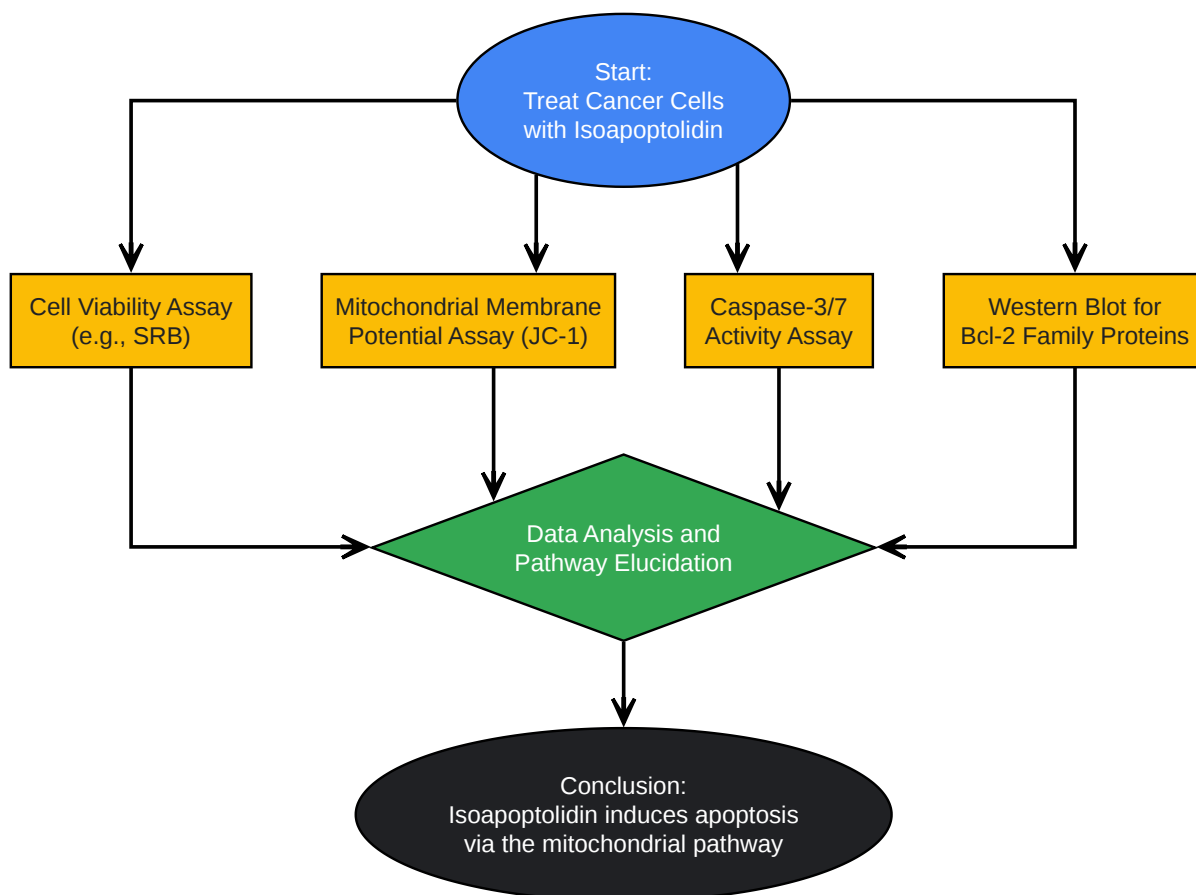 Start:
Treat Cancer Cells
with Isoapoptolidin
Cell Viability Assay
(e.g., SRB)
Mitochondrial Membrane
Potential Assay (JC-1)
Caspase-3/7
Activity Assay
Western Blot for
Bcl-2 Family Proteins
Data Analysis and
Pathway Elucidation
Conclusion:
Isoapoptolidin induces apoptosis
via the mitochondrial pathway